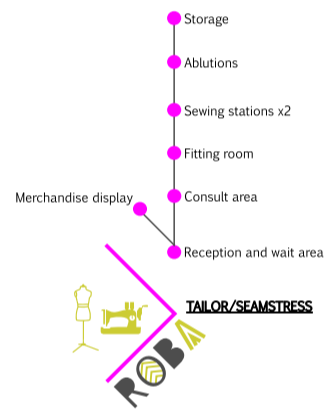 Storage
Ablutions
Sewing stations x2
Fitting room
Merchandise display
Consult area
Reception and wait area
TAILOR/SEAMSTRESS
ROBA